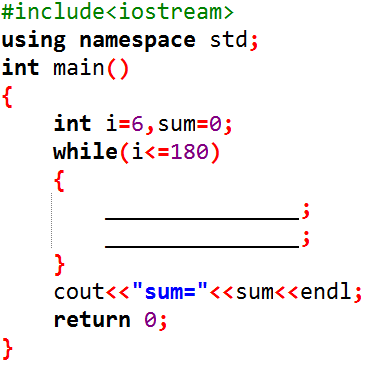 #include<iostream>
using namespace std;
int main()
{
    int i=6,sum=0;
    while(i<=180)
    {
        _______________;
        _______________;
    }
    cout<<"sum="<<sum<<endl;
    return 0;
}